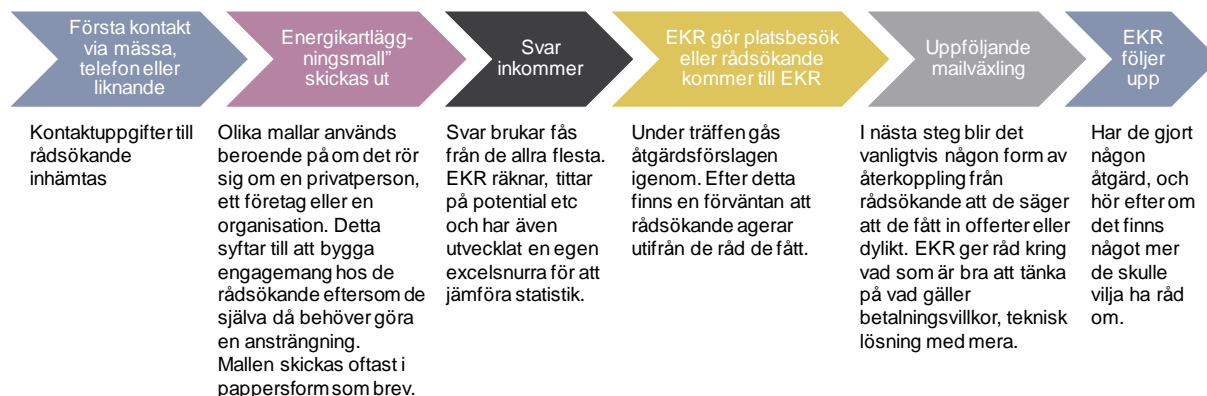 Första kontakt
via mässa,
telefon eller
liknande
Energikartlägg-
ningsmall”
skickas ut
Svar
inkommer
EKR gör platsbesök
eller rådsökande
kommer till EKR
Uppföljande
mailväxling
EKR
följer
upp
Kontaktuppgifter till
rådsökande
inhämtas
Olika mallar används
beroende på om det rör
sig om en privatperson,
ett företag eller en
organisation. Detta
syftar till att bygga
engagemang hos de
rådsökande eftersom de
själva då behöver göra
en ansträngning.
Mallen skickas oftast i
pappersform som brev.
Svar brukar fås
från de allra flesta.
EKR räknar, tittar
på potential etc
och har även
utvecklat en egen
excelsnurra för att
jämföra statistik.
Under träffen gås
åtgärdsförslagen
igenom. Efter detta
finns en förväntan att
rådsökande agerar
utifrån de råd de fått.
I nästa steg blir det
vanligtvis någon form av
återkoppling från
rådsökande att de säger
att de fått in offerter eller
dylikt. EKR ger råd kring
vad som är bra att tänka
på vad gäller
betalningsvillkor, teknisk
lösning med mera.
Har de gjort
någon
åtgärd, och
hör efter om
det finns
något mer
de skulle
vilja ha råd
om.